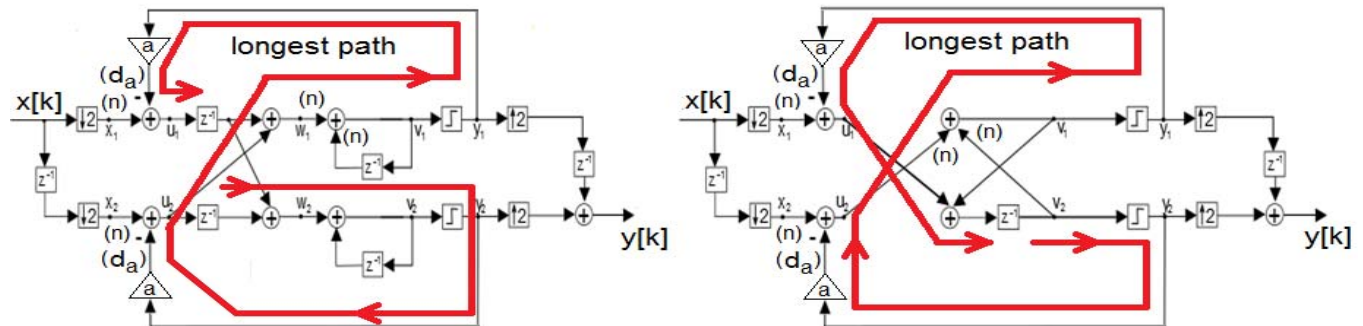 a
longest path
(dₐ)
(n) -
x[k]
↓2
x₁
+
u₁
z⁻¹
+
(n)
w₁
+
(n)
v₁
y₁
↑2
z⁻¹
z⁻¹
z⁻¹
↓2
x₂
(n) -
+
u₂
z⁻¹
+
w₂
+
v₂
y₂
↑2
+
y[k]
(dₐ)
z⁻¹
a
a
longest path
(dₐ)
(n) -
x[k]
↓2
x₁
+
u₁
+
(n)
(n)
v₁
y₁
↑2
z⁻¹
z⁻¹
↓2
x₂
(n) -
+
u₂
+
z⁻¹
v₂
y₂
↑2
+
y[k]
(dₐ)
a